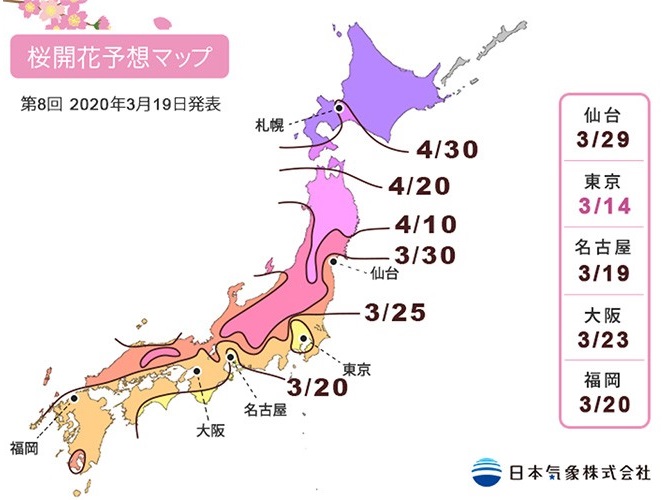 桜開花予想マップ
第8回 2020年3月19日発表
札幌
4/30
4/20
4/10
3/30
仙台
3/25
東京
3/20
名古屋
大阪
福岡
仙台
3/29
東京
3/14
名古屋
3/19
大阪
3/23
福岡
3/20
日本気象株式会社